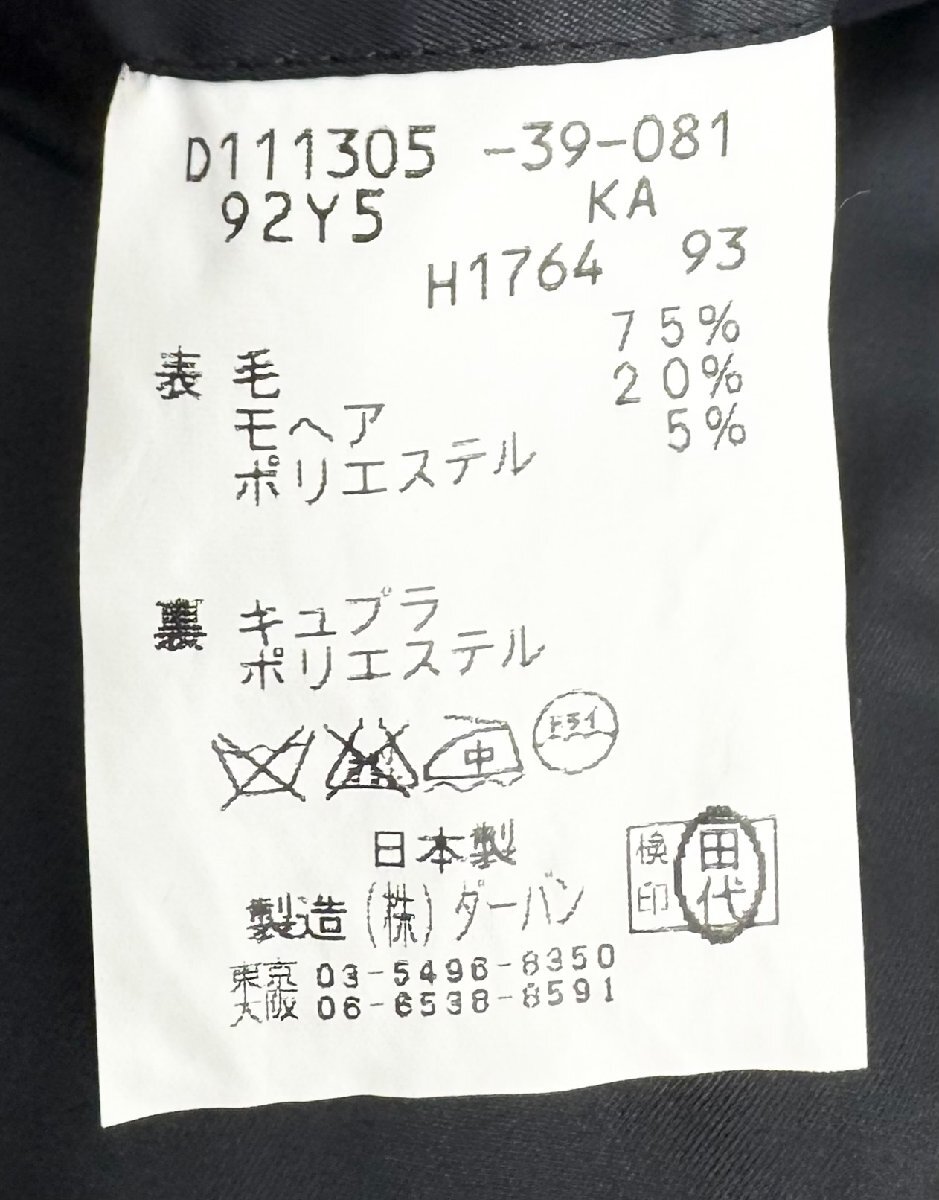 D111305 -39-081
92Y5 KA
H1764 93
表 毛 75%
モヘア 20%
ポリエステル 5%
裏 キュプラ
ポリエステル
中 ドライ
日本製
製造(株)ダーバン
検印 田代
東京 03-5496-8350
大阪 06-6538-8591